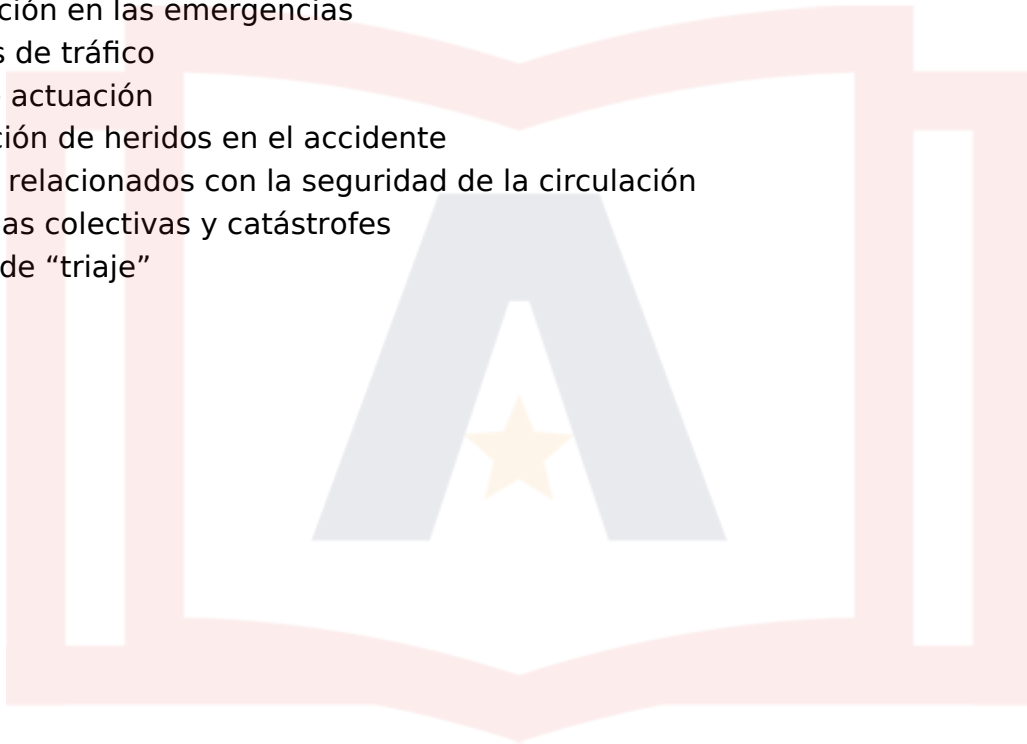 ción en las emergencias
s de tráfico
actuación
ción de heridos en el accidente
relacionados con la seguridad de la circulación
as colectivas y catástrofes
de “triaje”